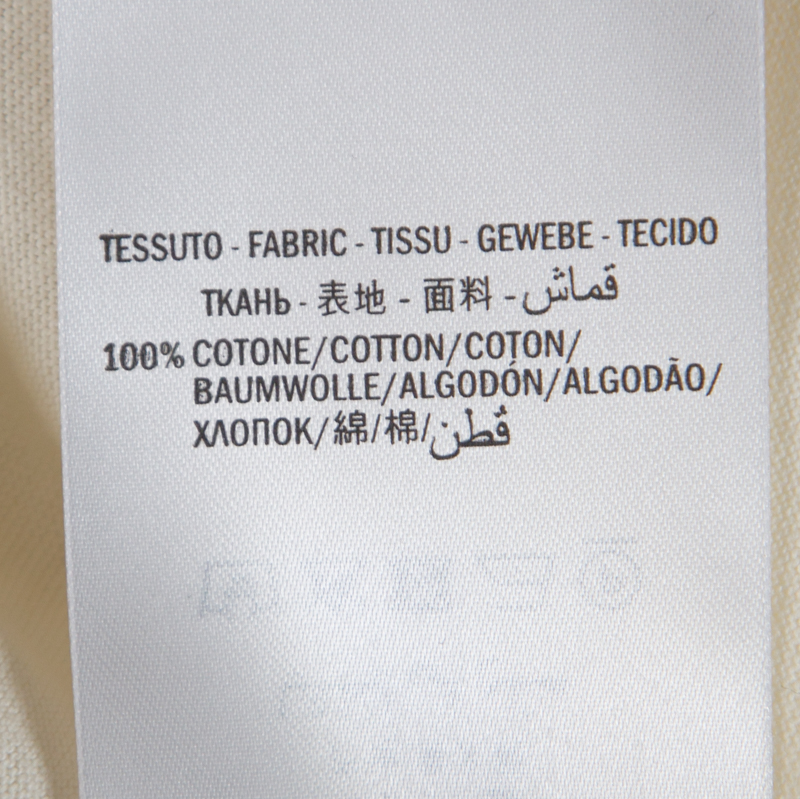 TESSUTO - FABRIC - TISSU - GEWEBE - TECIDO
ТКАНЬ - 表地 - 面料 - قماش
100% COTONE/COTTON/COTON/
BAUMWOLLE/ALGODÓN/ALGODÃO/
ХЛОПОК/綿/棉/قُطن